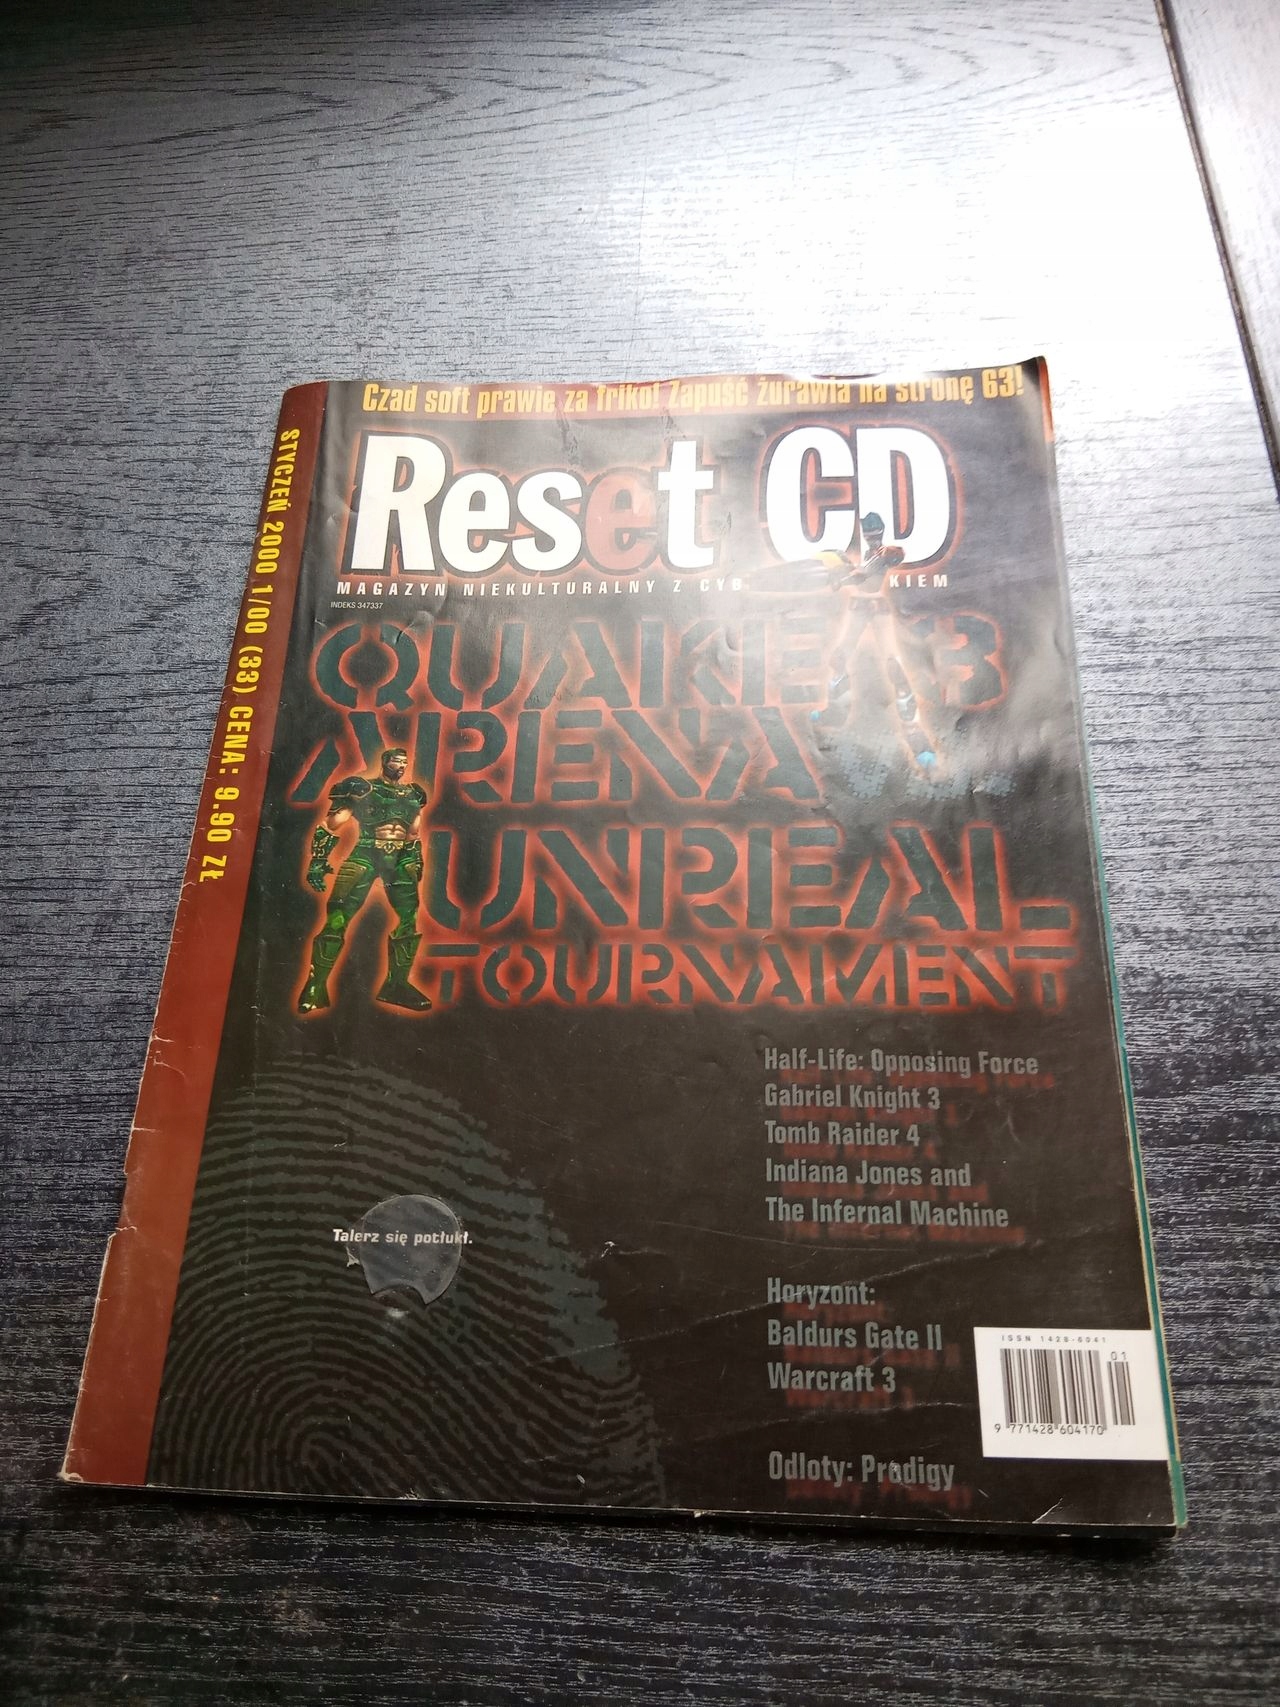 Czad soft prawie za friko! Zapuść żurawia na stronę 63!
STYCZEŃ 2000 1/00 (33) CENA: 9.90 ZŁ
Reset CD
MAGAZYN NIEKULTURALNY Z CYB KIEM
INDEKS 347337
QUAKE 3
ARENA VS.
UNREAL
TOURNAMENT
Half-Life: Opposing Force
Gabriel Knight 3
Tomb Raider 4
Indiana Jones and
The Infernal Machine
Talerz się potłukł.
Horyzont:
Baldurs Gate II
Warcraft 3
Odloty: Prodigy
ISSN 1428-6041
01
9 771428 604170